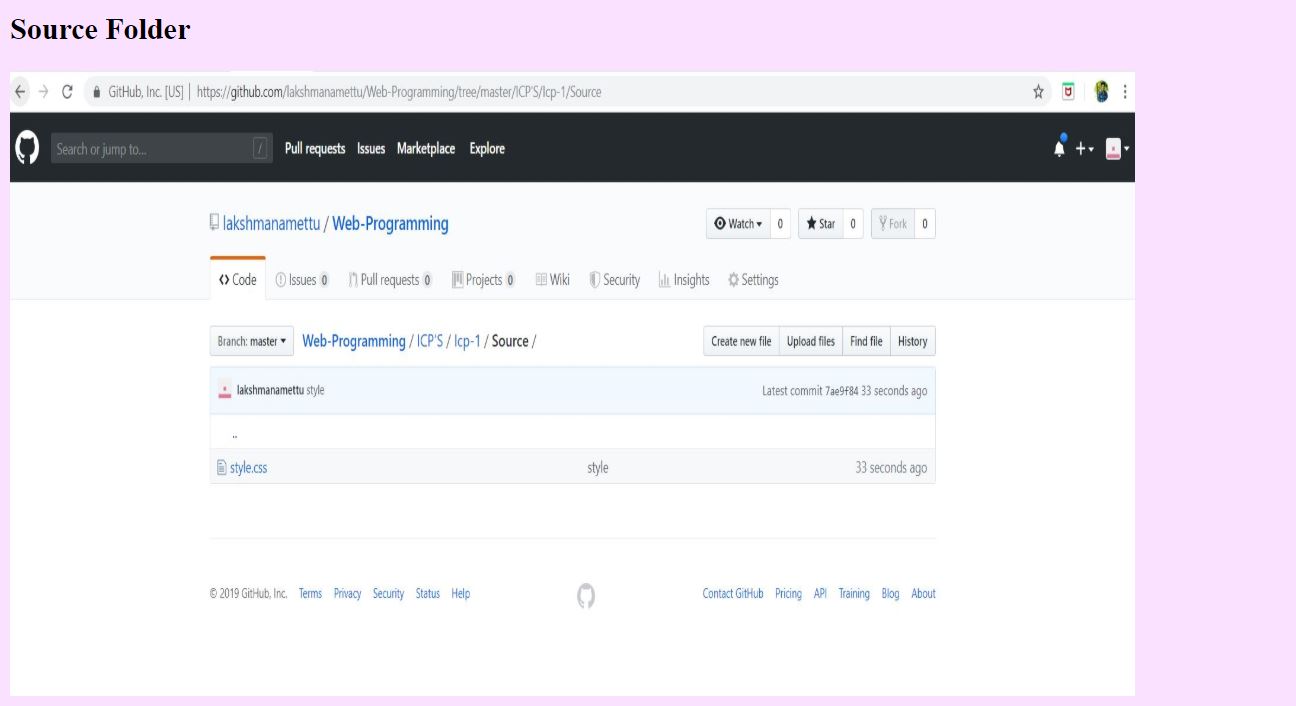 Source Folder
GitHub, Inc. [US] | https://github.com/lakshmanamettu/Web-Programming/tree/master/ICP'S/Icp-1/Source
Search or jump to... / Pull requests Issues Marketplace Explore
lakshmanamettu / Web-Programming Watch 0 Star 0 Fork 0
Code Issues 0 Pull requests 0 Projects 0 Wiki Security Insights Settings
Branch: master Web-Programming / ICP'S / Icp-1 / Source / Create new file Upload files Find file History
lakshmanamettu style Latest commit 7ae9f84 33 seconds ago
..
style.css style 33 seconds ago
© 2019 GitHub, Inc. Terms Privacy Security Status Help Contact GitHub Pricing API Training Blog About